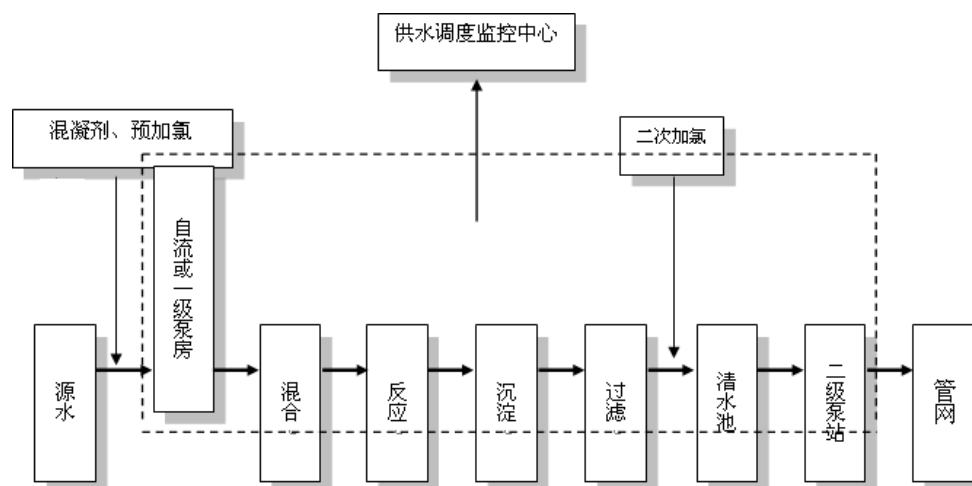 供水调度监控中心
混凝剂、预加氯
二次加氯
自流或一级泵房
源水
混合
反应
沉淀
过滤
清水池
二级泵站
管网